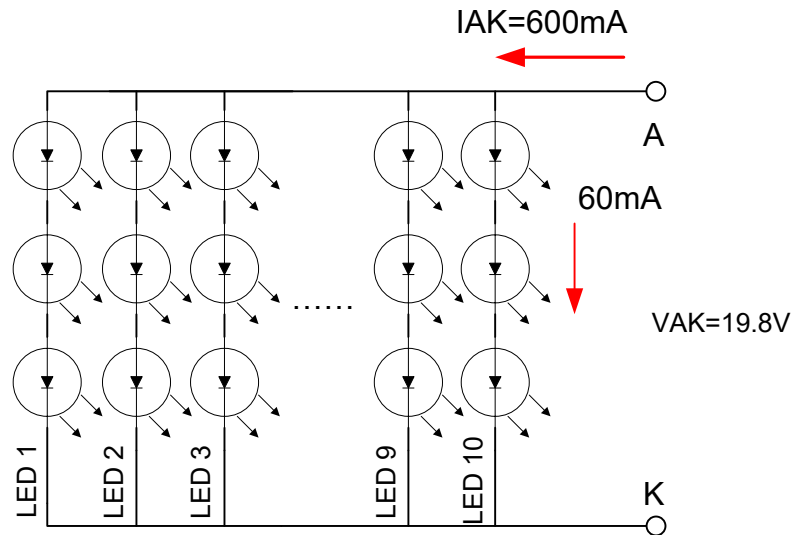 IAK=600mA
A
60mA
......
VAK=19.8V
LED 1
LED 2
LED 3
LED 9
LED 10
K